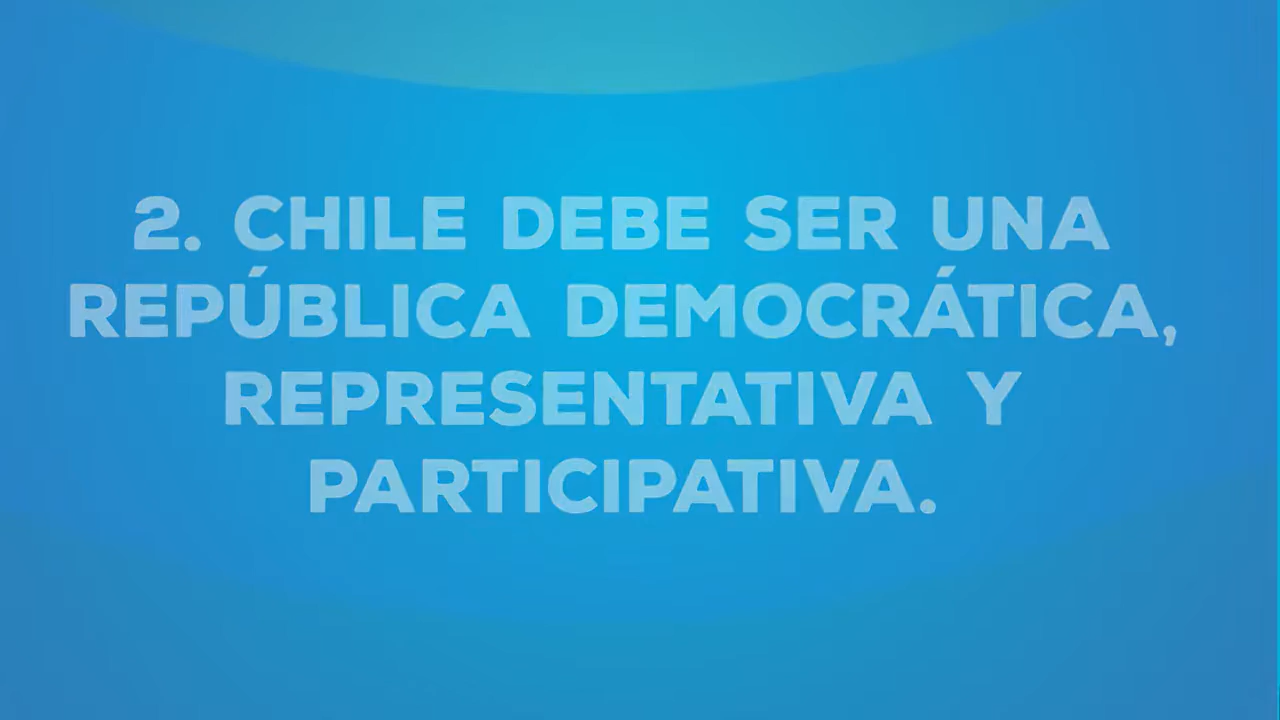 2. CHILE DEBE SER UNA
REPÚBLICA DEMOCRÁTICA,
REPRESENTATIVA Y
PARTICIPATIVA.